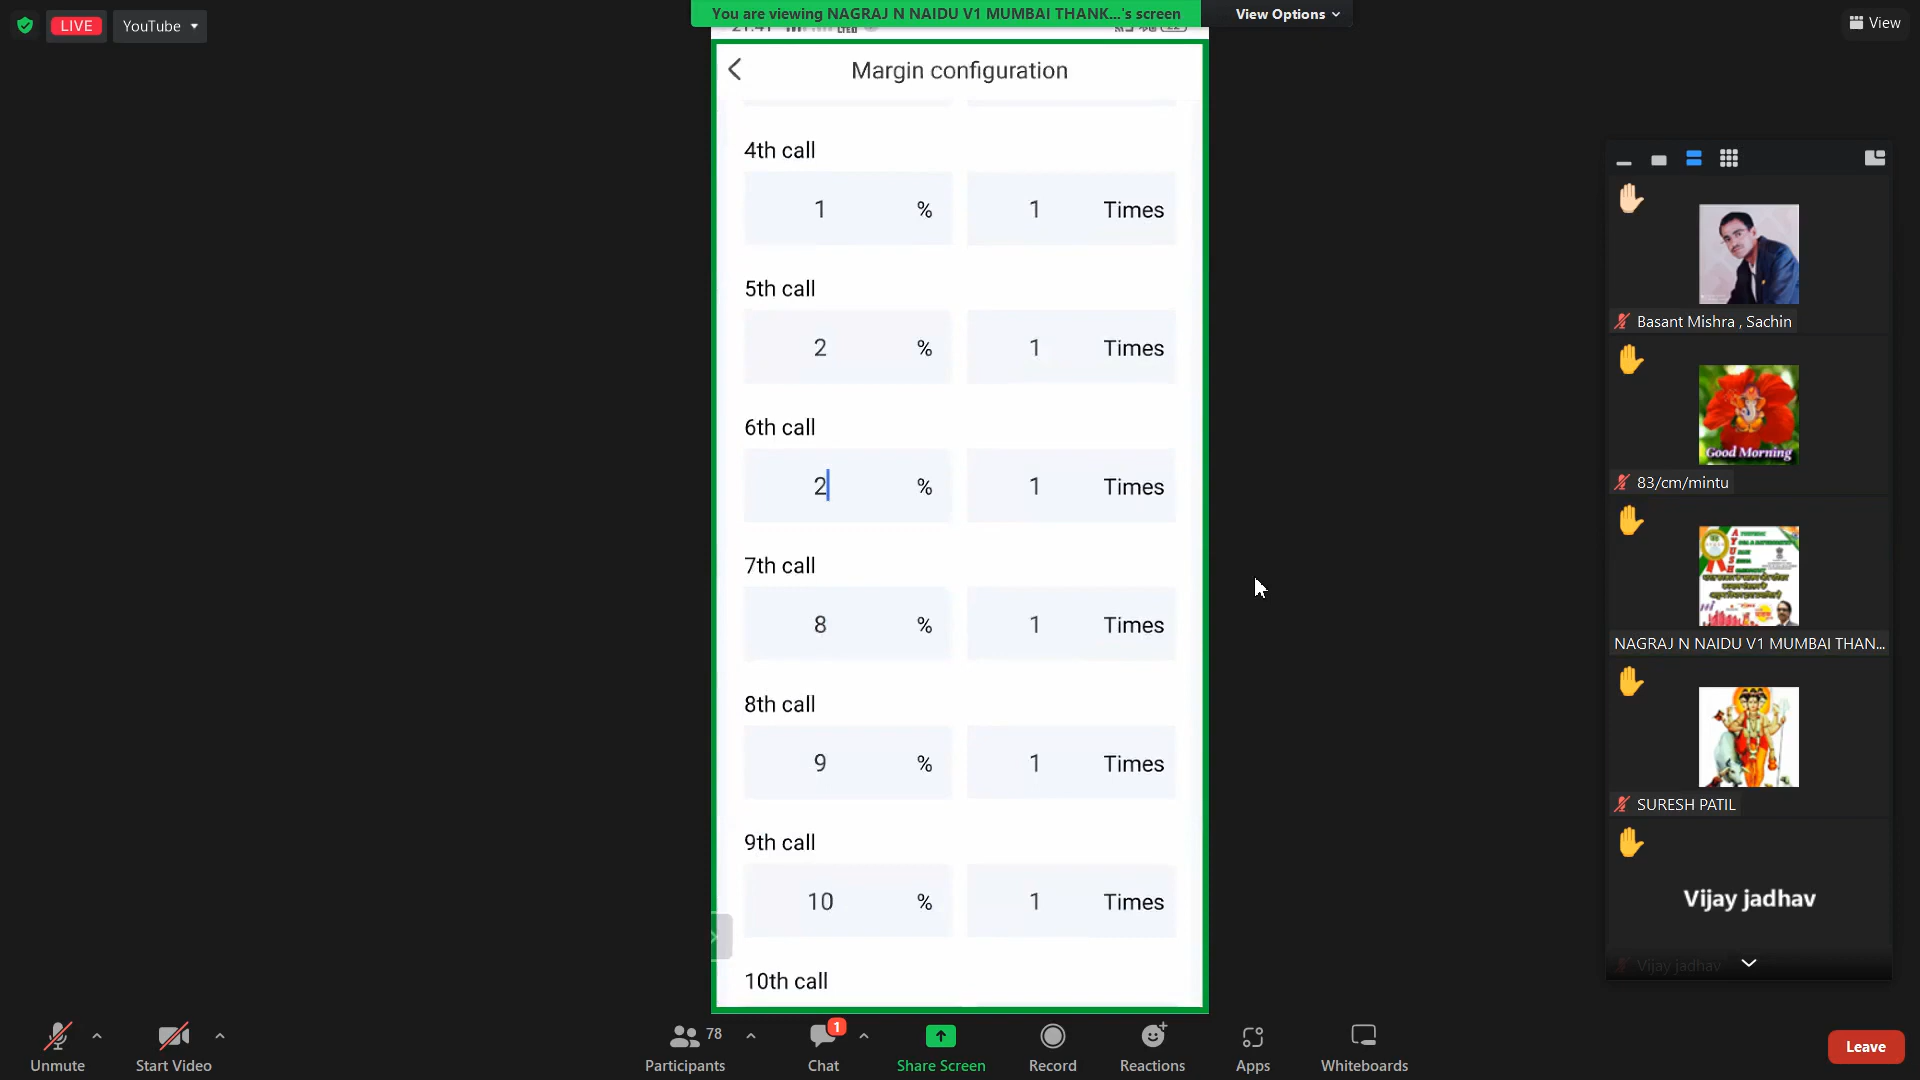 LIVE
YouTube
You are viewing NAGRAJ N NAIDU V1 MUMBAI THANK...'s screen
View Options
View
Margin configuration
4th call
1 % 1 Times
5th call
2 % 1 Times
6th call
2 % 1 Times
7th call
8 % 1 Times
8th call
9 % 1 Times
9th call
10 % 1 Times
10th call
Basant Mishra , Sachin
Good Morning
83/cm/mintu
NAGRAJ N NAIDU V1 MUMBAI THAN...
SURESH PATIL
Vijay jadhav
Vijay jadhav
Unmute
Start Video
78
Participants
1
Chat
Share Screen
Record
Reactions
Apps
Whiteboards
Leave